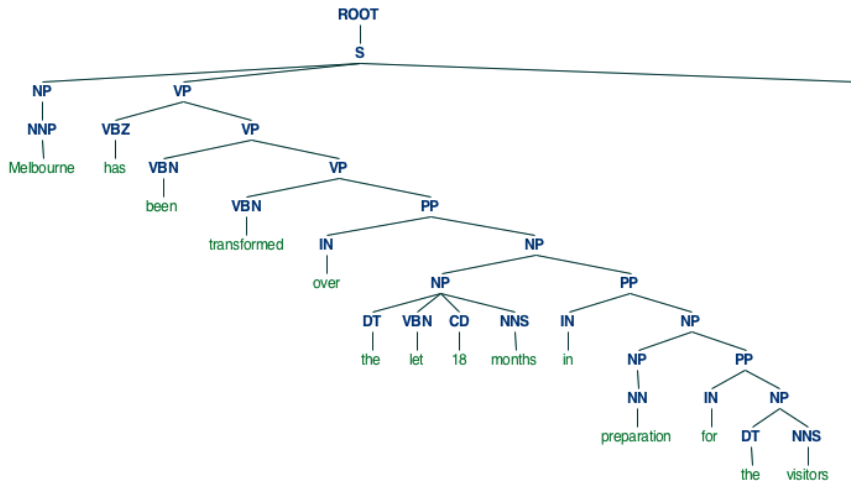 ROOT
S
NP VP
NNP VBZ VP
Melbourne has VBN VP
been VBN PP
transformed IN NP
over NP PP
DT VBN CD NNS IN NP
the let 18 months in NP PP
NN IN NP
preparation for DT NNS
the visitors